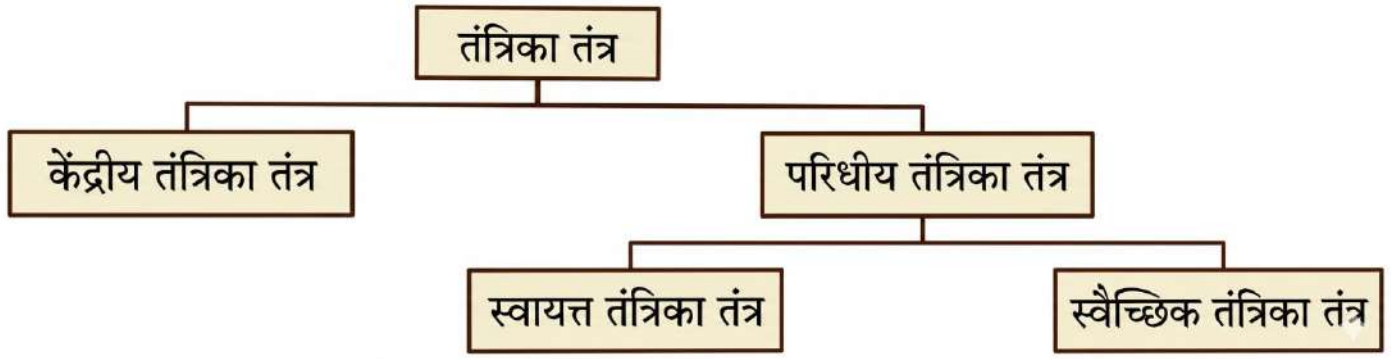 तंत्रिका तंत्र
केंद्रीय तंत्रिका तंत्र
परिधीय तंत्रिका तंत्र
स्वायत्त तंत्रिका तंत्र
स्वैच्छिक तंत्रिका तंत्र